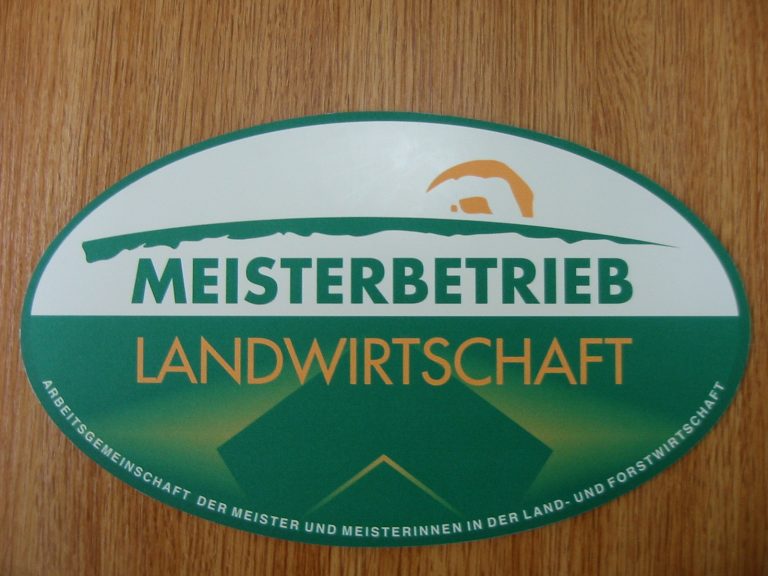 MEISTERBETRIEB
LANDWIRTSCHAFT
ARBEITSGEMEINSCHAFT DER MEISTER UND MEISTERINNEN IN DER LAND- UND FORSTWIRTSCHAFT